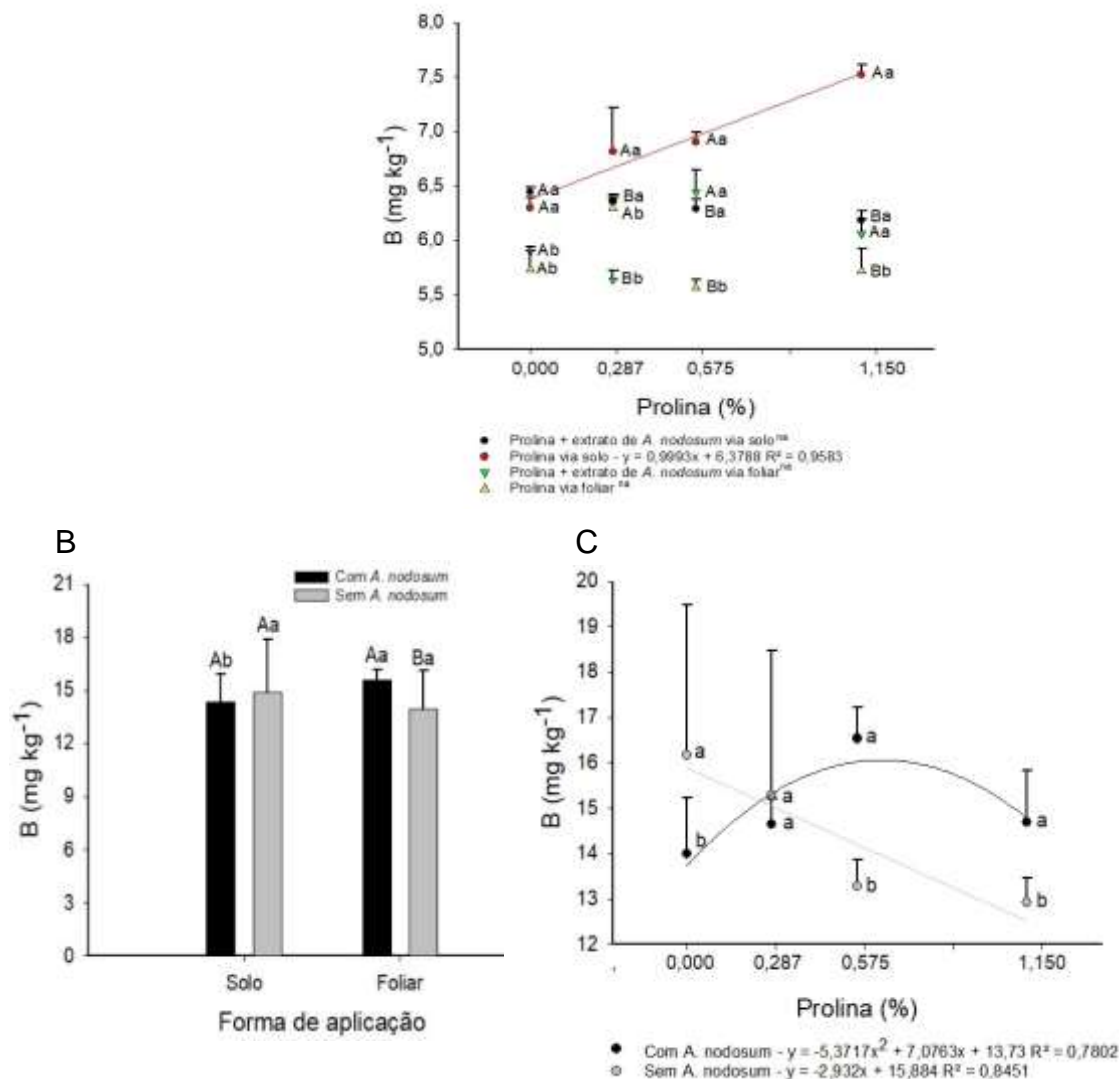 8,0
7,5
7,0
6,5
6,0
5,5
5,0
B (mg kg⁻¹)
Aa
Aa
Ab
Ab
Aa
Ba
Ab
Bb
Aa
Aa
Ba
Bb
Aa
Ba
Aa
Bb
0,000 0,287 0,575 1,150
Prolina (%)
Prolina + extrato de A. nodosum via solo ns
Prolina via solo - y = 0,9993x + 6,3788 R² = 0,9583
Prolina + extrato de A. nodosum via foliar ns
Prolina via foliar ns
B
Com A. nodosum
Sem A. nodosum
21
18
15
12
9
6
3
0
B (mg kg⁻¹)
Ab Aa Aa Ba
Solo Foliar
Forma de aplicação
C
20
19
18
17
16
15
14
13
12
B (mg kg⁻¹)
a
b
a
a
a
b
a
b
0,000 0,287 0,575 1,150
Prolina (%)
Com A. nodosum - y = -5,3717x² + 7,0763x + 13,73 R² = 0,7802
Sem A. nodosum - y = -2,932x + 15,884 R² = 0,8451